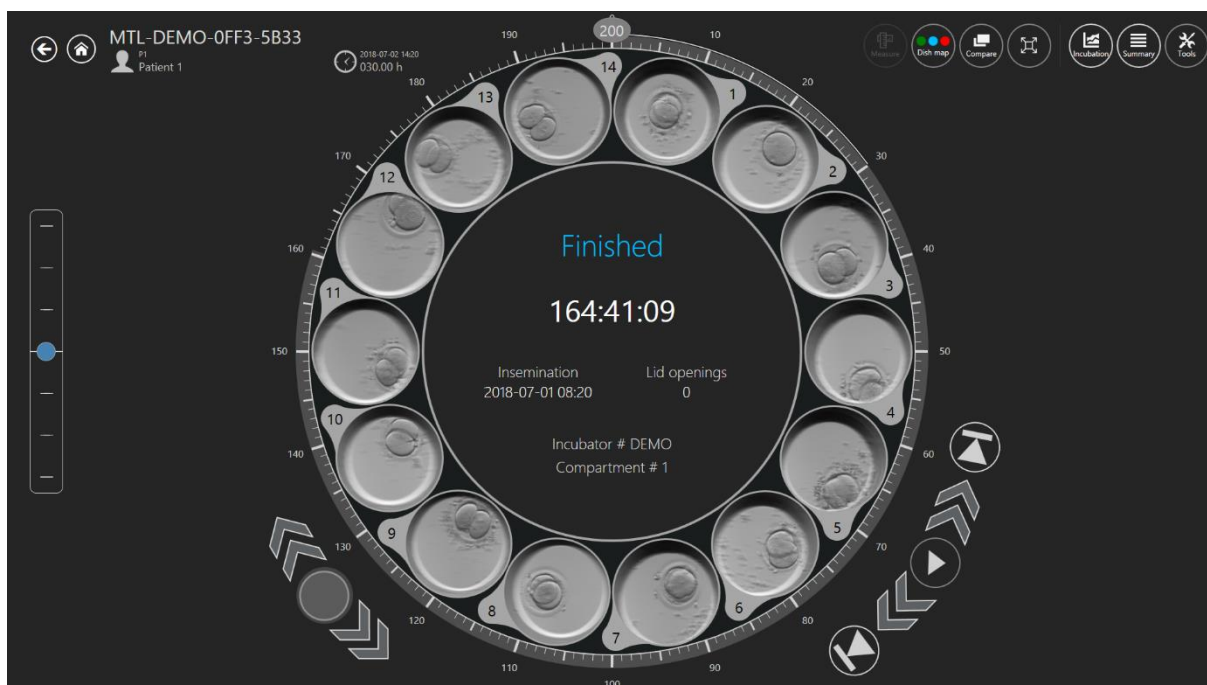 MTL-DEMO-0FF3-5B33
P1
Patient 1
2018-07-02 14:20
030.00 h
Measure
Dish map
Compare
Incubation
Summary
Tools
200
10
20
30
40
50
60
70
80
90
100
110
120
130
140
150
160
170
180
190
1
2
3
4
5
6
7
8
9
10
11
12
13
14
Finished
164:41:09
Insemination Lid openings
2018-07-01 08:20 0
Incubator # DEMO
Compartment # 1